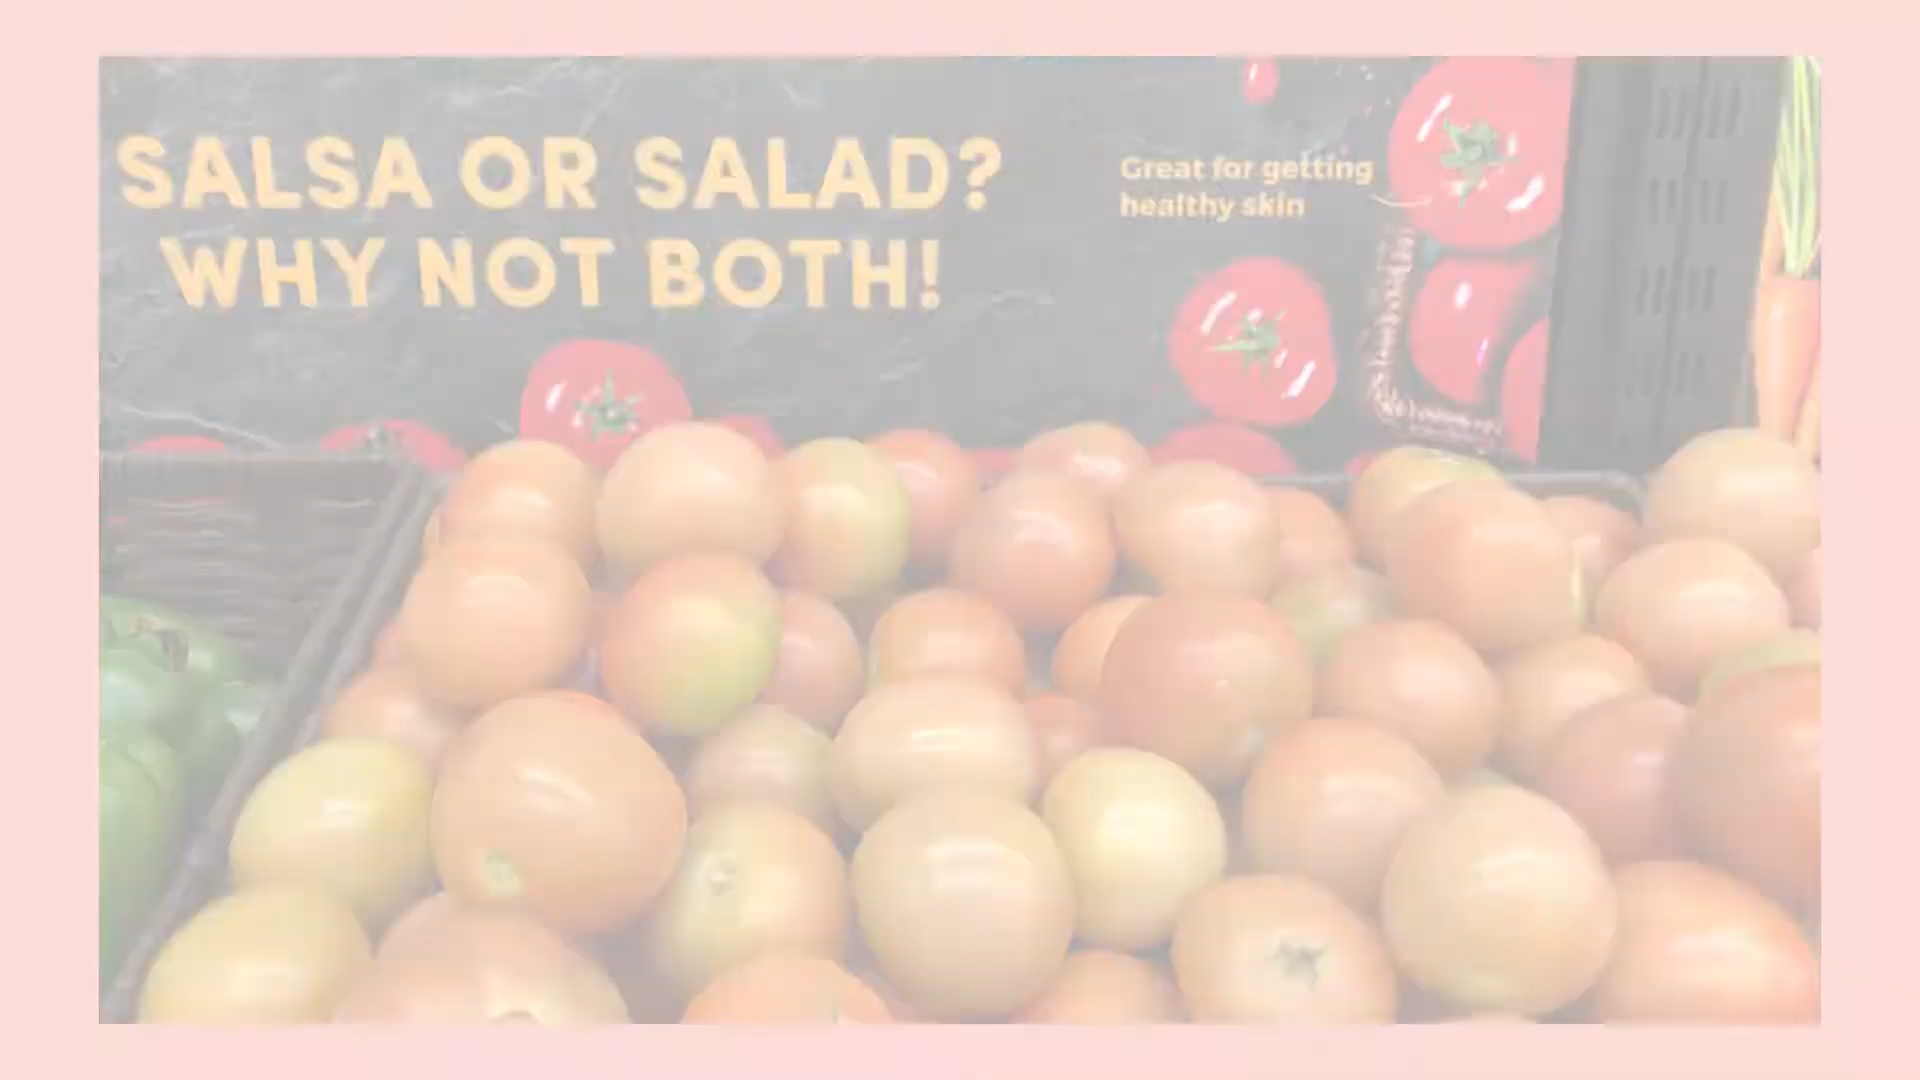 SALSA OR SALAD?
WHY NOT BOTH!
Great for getting
healthy skin